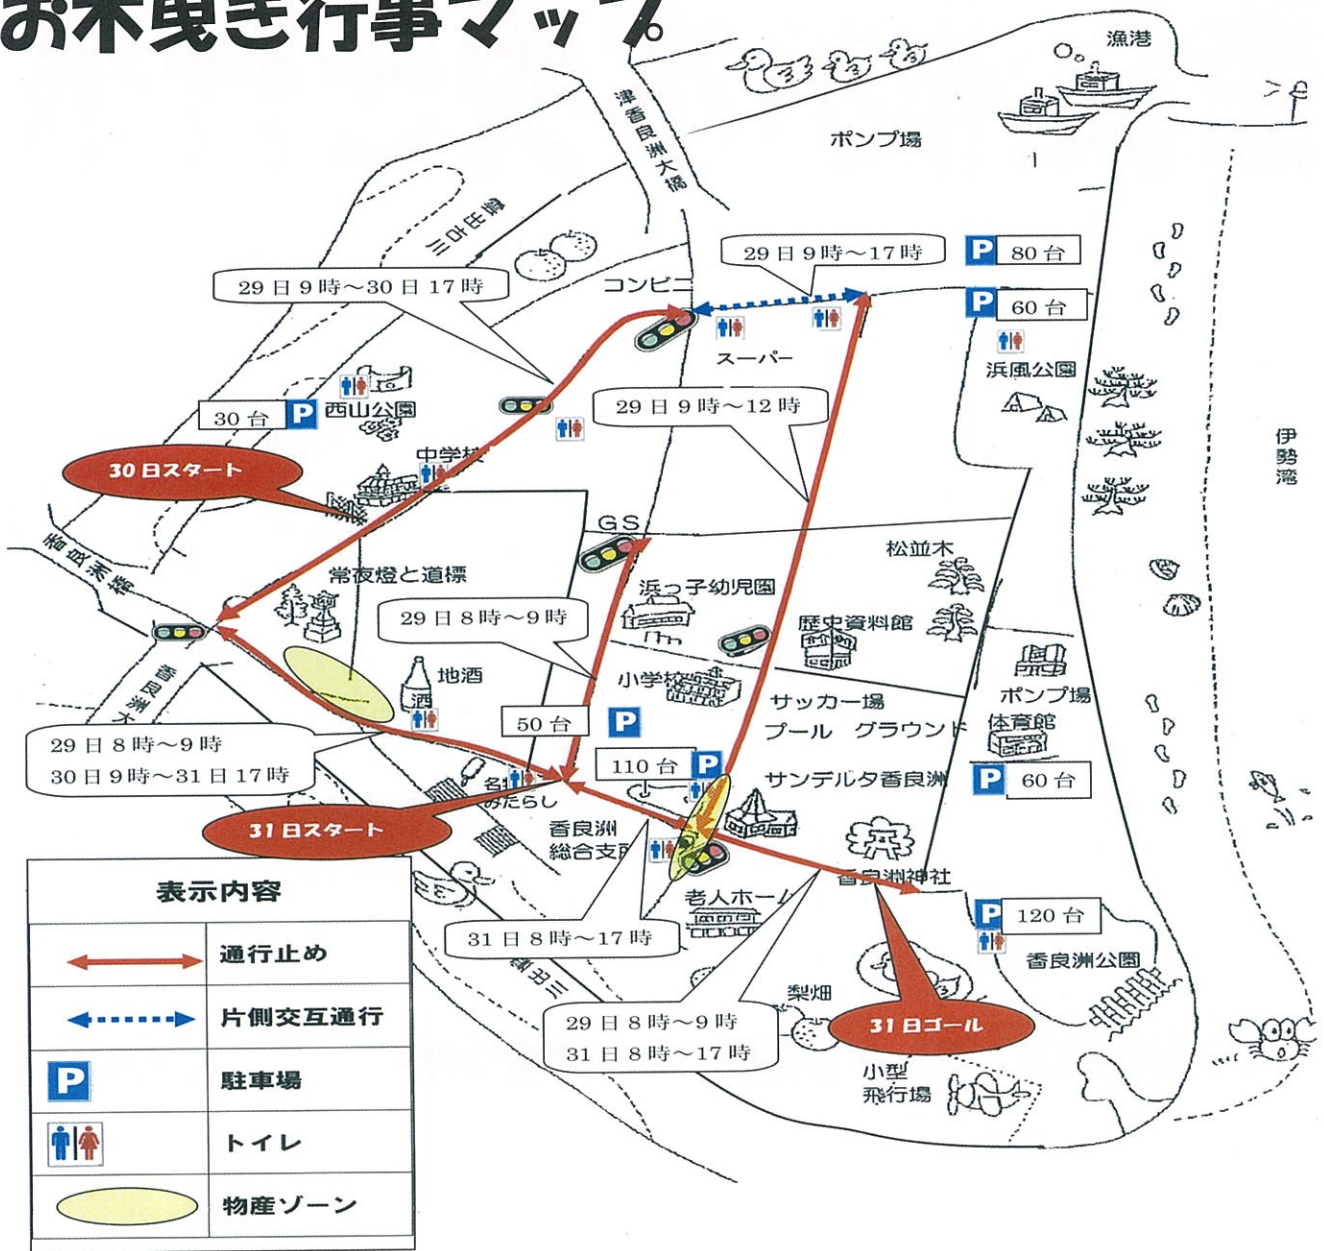 お木曳き行事マップ
漁港
津香良洲大橋
ポンプ場
雲出古川
29日9時～17時
P 80台
29日9時～30日17時
コンビニ
P 60台
スーパー
浜風公園
29日9時～12時
30台 P
西山公園
伊勢湾
30日スタート
中学校
GS
松並木
香良洲橋
常夜燈と道標
浜っ子幼児園
29日8時～9時
歴史資料館
地酒
酒
小学校
サッカー場
ポンプ場
香良洲大
50台 P
プール グラウンド
体育館
29日8時～9時
30日9時～31日17時
110台 P
サンデルタ香良洲
P 60台
みたらし
31日スタート
香良洲
総合支所
香良洲神社
老人ホーム
P 120台
31日8時～17時
香良洲公園
雲出川
梨畑
29日8時～9時
31日8時～17時
31日ゴール
小型
飛行場
表示内容
通行止め
片側交互通行
P 駐車場
トイレ
物産ゾーン